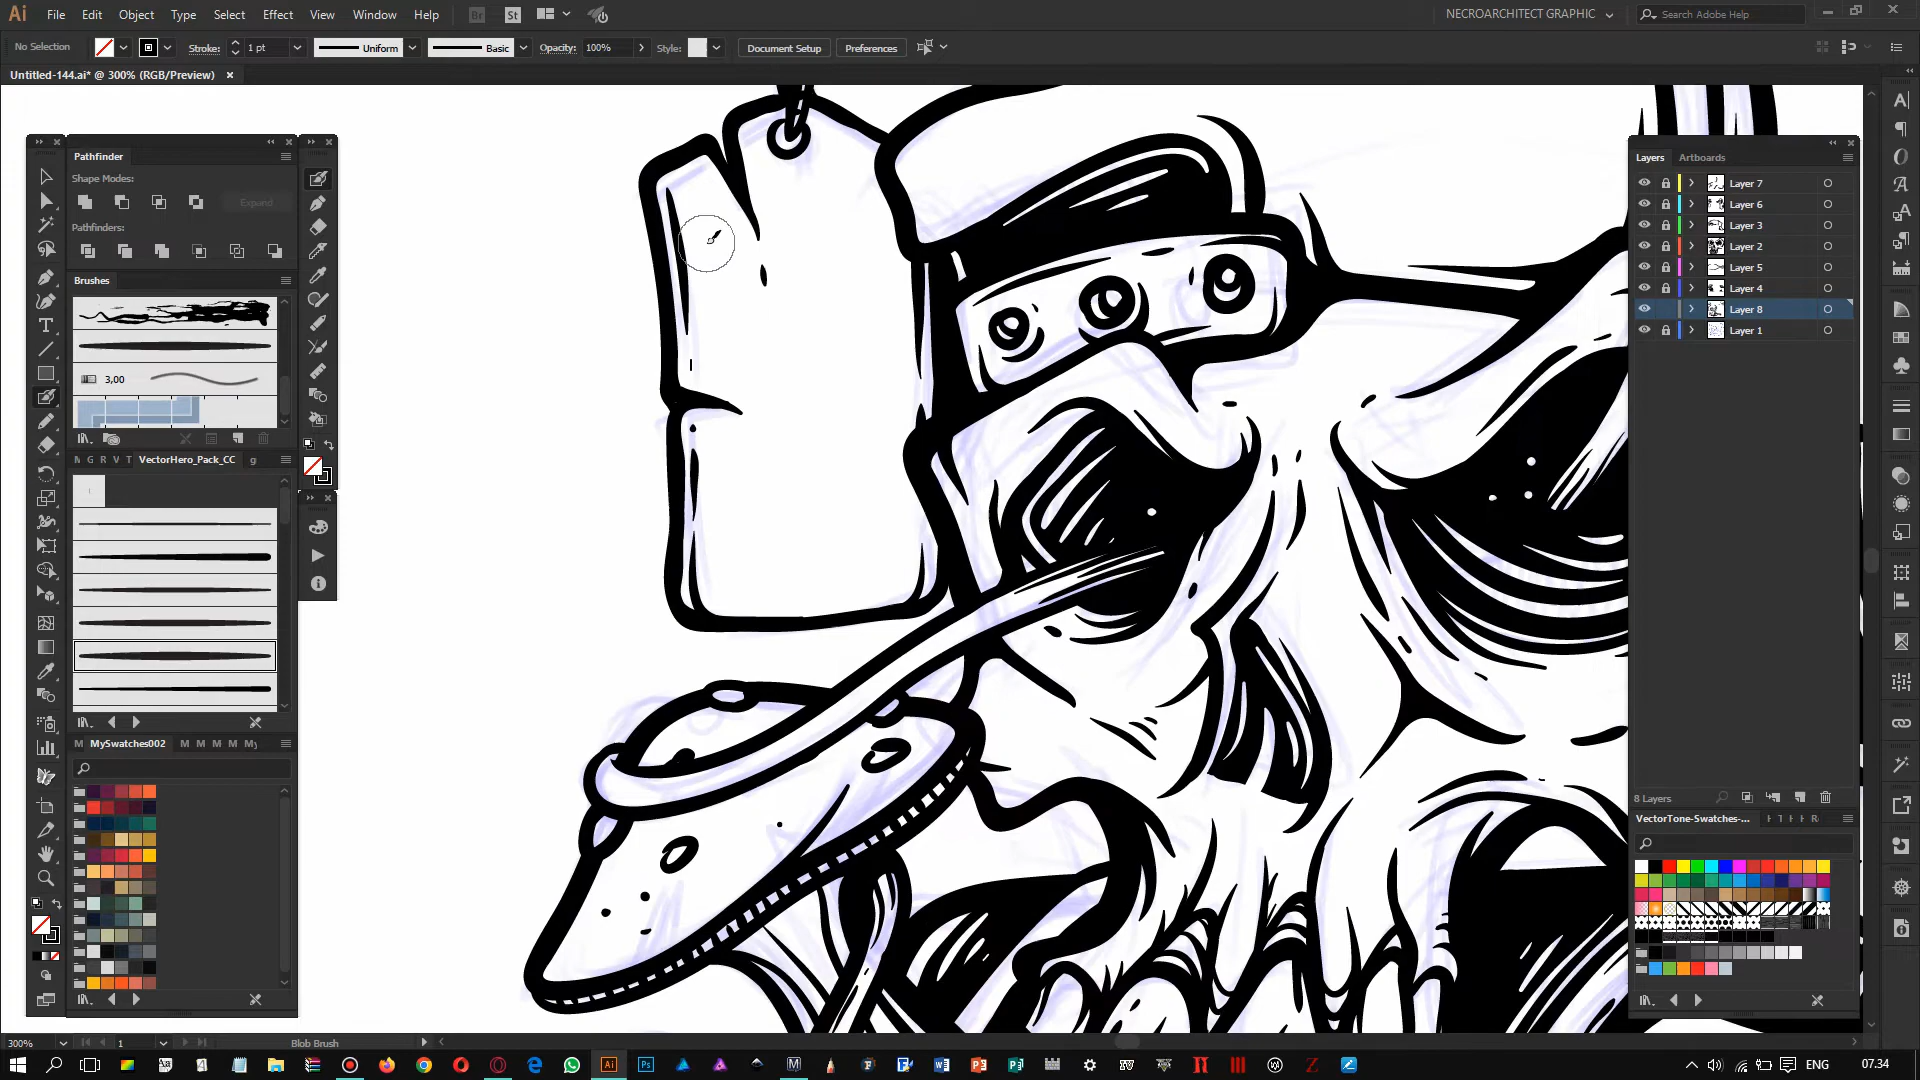 Ai File Edit Object Type Select Effect View Window Help Br St NECROARCHITECT GRAPHIC Search Adobe Help
No Selection Stroke: 1 pt Uniform Basic Opacity: 100% Style: Document Setup Preferences
Untitled-144.ai* @ 300% (RGB/Preview)
Pathfinder
Shape Modes:
Expand
Pathfinders:
Brushes
3,00
M G R V T VectorHero_Pack_CC g
M MySwatches002 M M M M My
Layers Artboards
Layer 7
Layer 6
Layer 3
Layer 2
Layer 5
Layer 4
Layer 8
Layer 1
8 Layers
VectorTone-Swatches-...
300% 1 Blob Brush
ENG 07.34